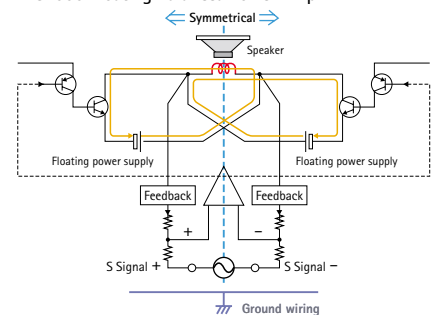 Symmetrical
Speaker
Floating power supply
Floating power supply
Feedback
Feedback
+
−
S Signal +
S Signal −
Ground wiring